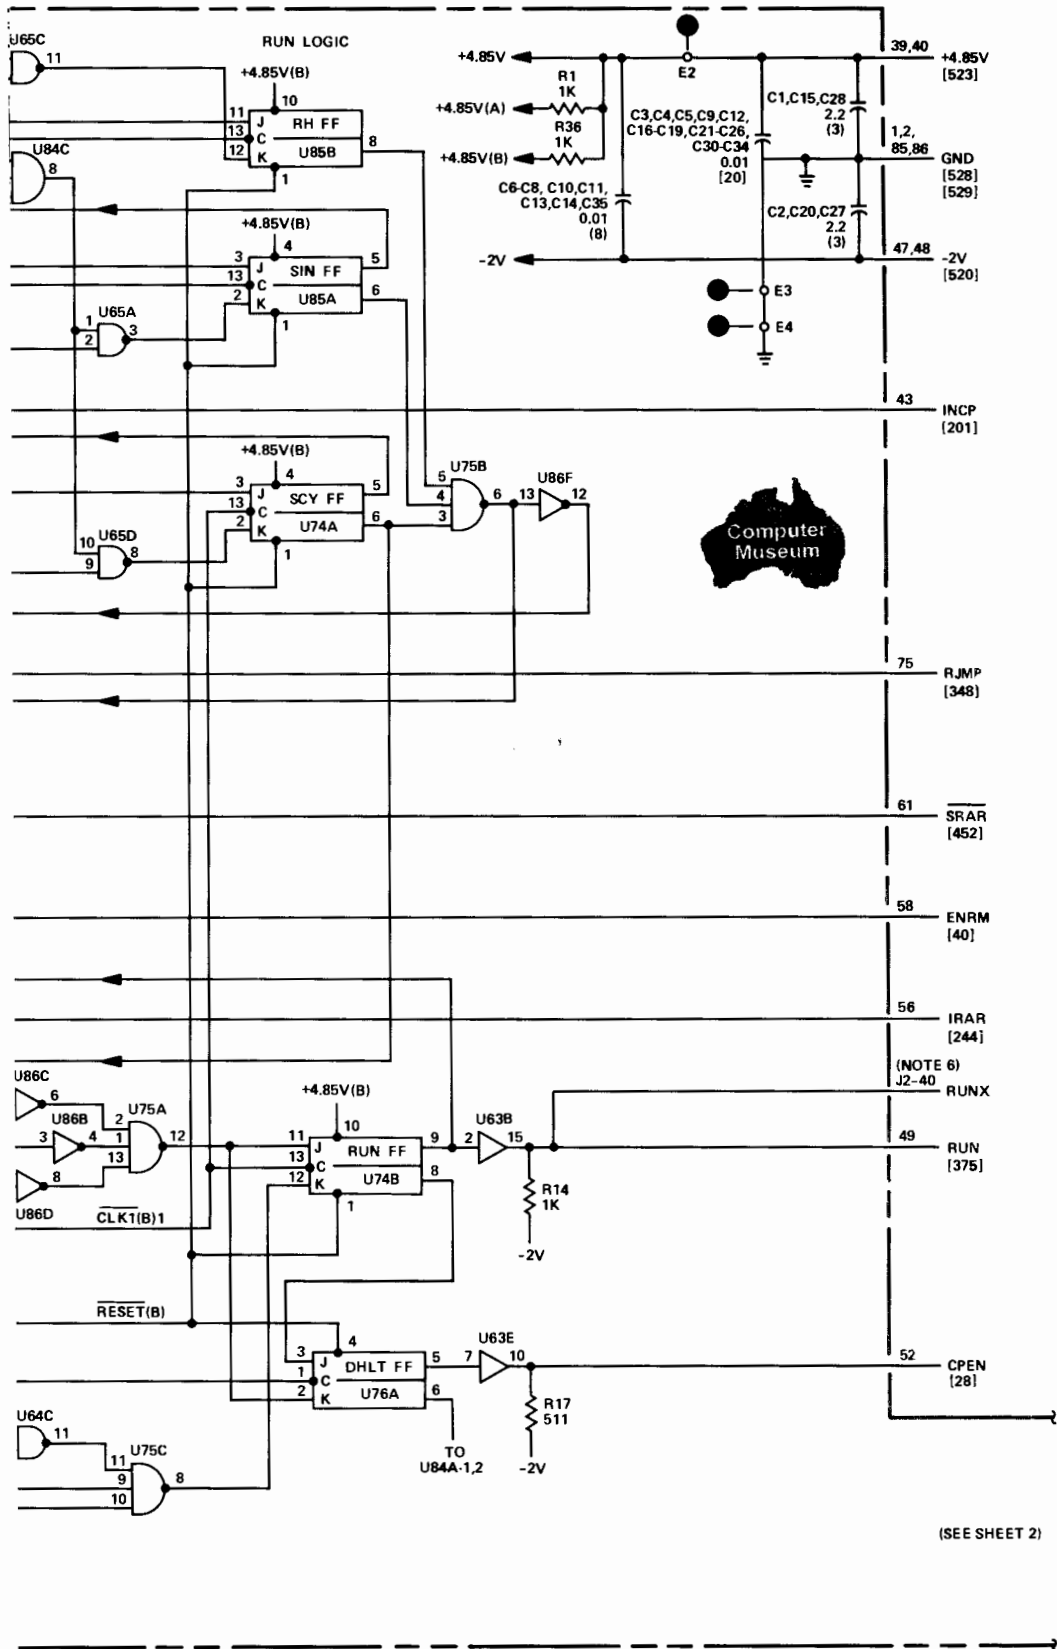 U65C
11
RUN LOGIC
+4.85V(B)
10
11
J
RH FF
13
C
12
K
U85B
8
1
U84C
8
+4.85V(B)
4
3
J
SIN FF
5
13
C
2
K
U85A
6
1
U65A
1
2
3
+4.85V
E2
R1
1K
+4.85V(A)
R36
1K
+4.85V(B)
C6-C8, C10,C11,
C13,C14,C35
0.01
(8)
-2V
C3,C4,C5,C9,C12,
C16-C19,C21-C26,
C30-C34
0.01
[20]
C1,C15,C28
2.2
(3)
C2,C20,C27
2.2
(3)
39,40
+4.85V
[523]
1,2,
85,86
GND
[528]
[529]
47,48
-2V
[520]
E3
E4
43
INCP
[201]
+4.85V(B)
4
3
J
SCY FF
5
13
C
2
K
U74A
6
1
U65D
10
9
8
U75B
5
4
3
6
U86F
13
12
Computer
Museum
75
RJMP
[348]
61
SRAR
[452]
58
ENRM
[40]
56
IRAR
[244]
(NOTE 6)
J2-40
RUNX
49
RUN
[375]
U86C
6
U86B
3
4
8
U86D
U75A
2
1
13
12
+4.85V(B)
10
11
J
RUN FF
9
13
C
12
K
U74B
8
1
U63B
2
15
R14
1K
-2V
CLK1(B)1
RESET(B)
4
3
J
DHLT FF
5
1
C
2
K
U76A
6
TO
U84A-1,2
U63E
7
10
R17
511
-2V
52
CPEN
[28]
U64C
11
U75C
11
9
10
8
(SEE SHEET 2)